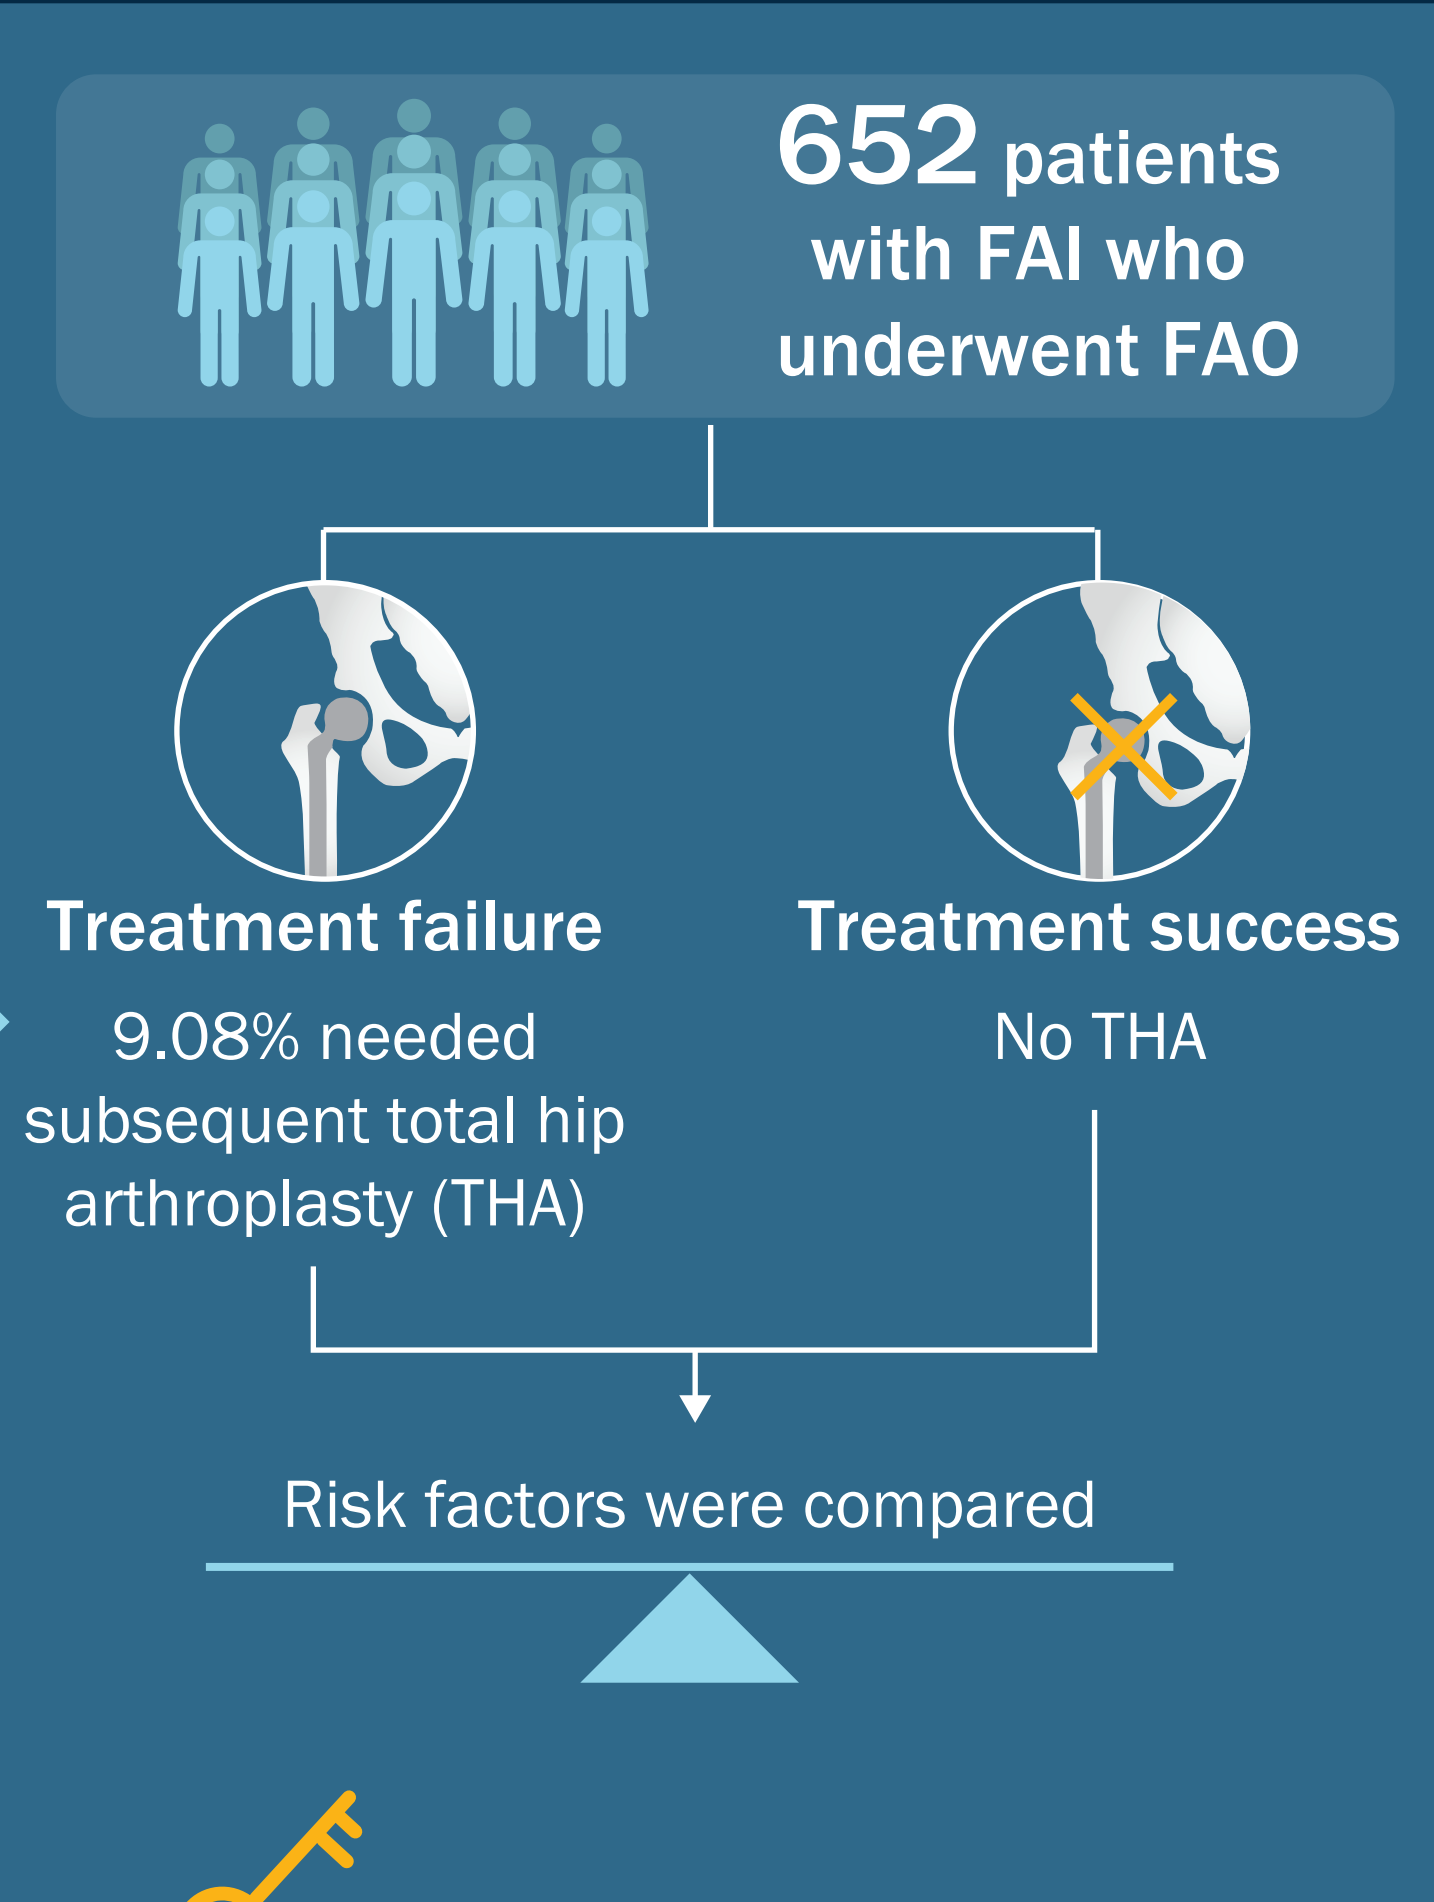 652 patients
with FAI who
underwent FAO
Treatment failure
9.08% needed
subsequent total hip
arthroplasty (THA)
Treatment success
No THA
Risk factors were compared